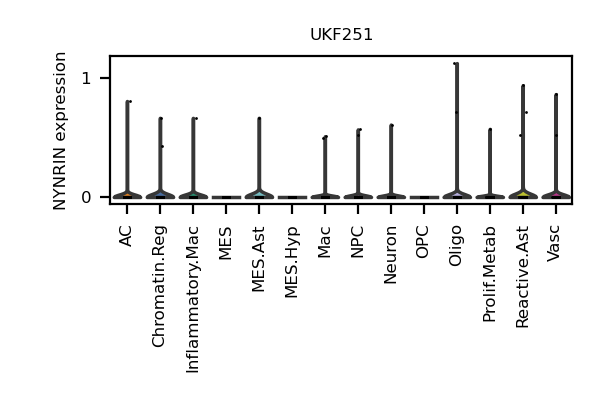 UKF251
NYNRIN expression
1
0
AC
Chromatin.Reg
Inflammatory.Mac
MES
MES.Ast
MES.Hyp
Mac
NPC
Neuron
OPC
Oligo
Prolif.Metab
Reactive.Ast
Vasc